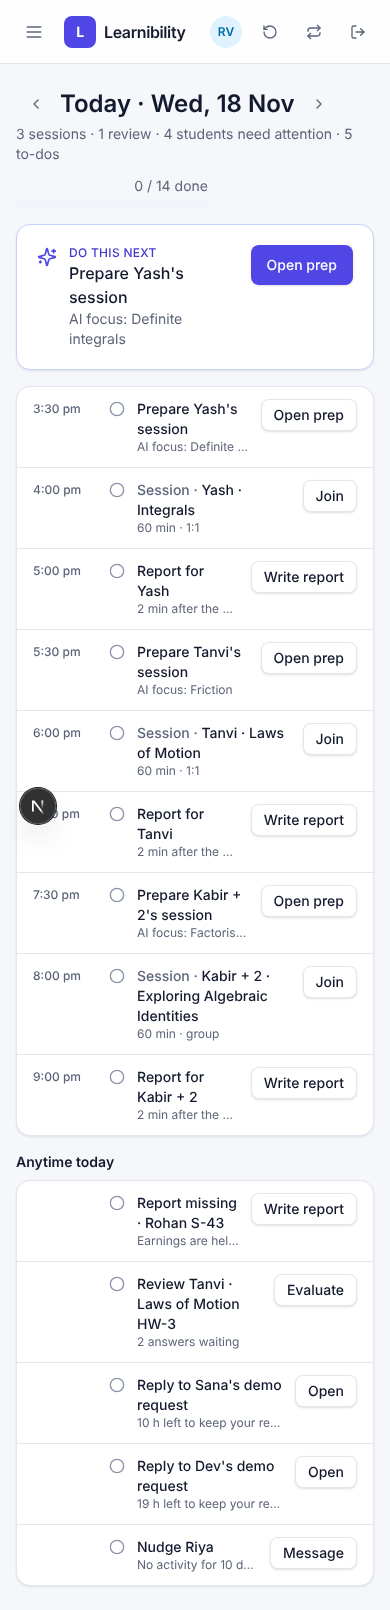 L Learnibility RV
Today · Wed, 18 Nov
3 sessions · 1 review · 4 students need attention · 5
to-dos
0 / 14 done
DO THIS NEXT
Prepare Yash's
session
AI focus: Definite
integrals
Open prep
3:30 pm
Prepare Yash's
session
AI focus: Definite ...
Open prep
4:00 pm
Session · Yash ·
Integrals
60 min · 1:1
Join
5:00 pm
Report for
Yash
2 min after the ...
Write report
5:30 pm
Prepare Tanvi's
session
AI focus: Friction
Open prep
6:00 pm
Session · Tanvi · Laws
of Motion
60 min · 1:1
Join
N
pm
Report for
Tanvi
2 min after the ...
Write report
7:30 pm
Prepare Kabir +
2's session
AI focus: Factoris...
Open prep
8:00 pm
Session · Kabir + 2 ·
Exploring Algebraic
Identities
60 min · group
Join
9:00 pm
Report for
Kabir + 2
2 min after the ...
Write report
Anytime today
Report missing
· Rohan S-43
Earnings are hel...
Write report
Review Tanvi ·
Laws of Motion
HW-3
2 answers waiting
Evaluate
Reply to Sana's demo
request
10 h left to keep your re...
Open
Reply to Dev's demo
request
19 h left to keep your re...
Open
Nudge Riya
No activity for 10 d...
Message